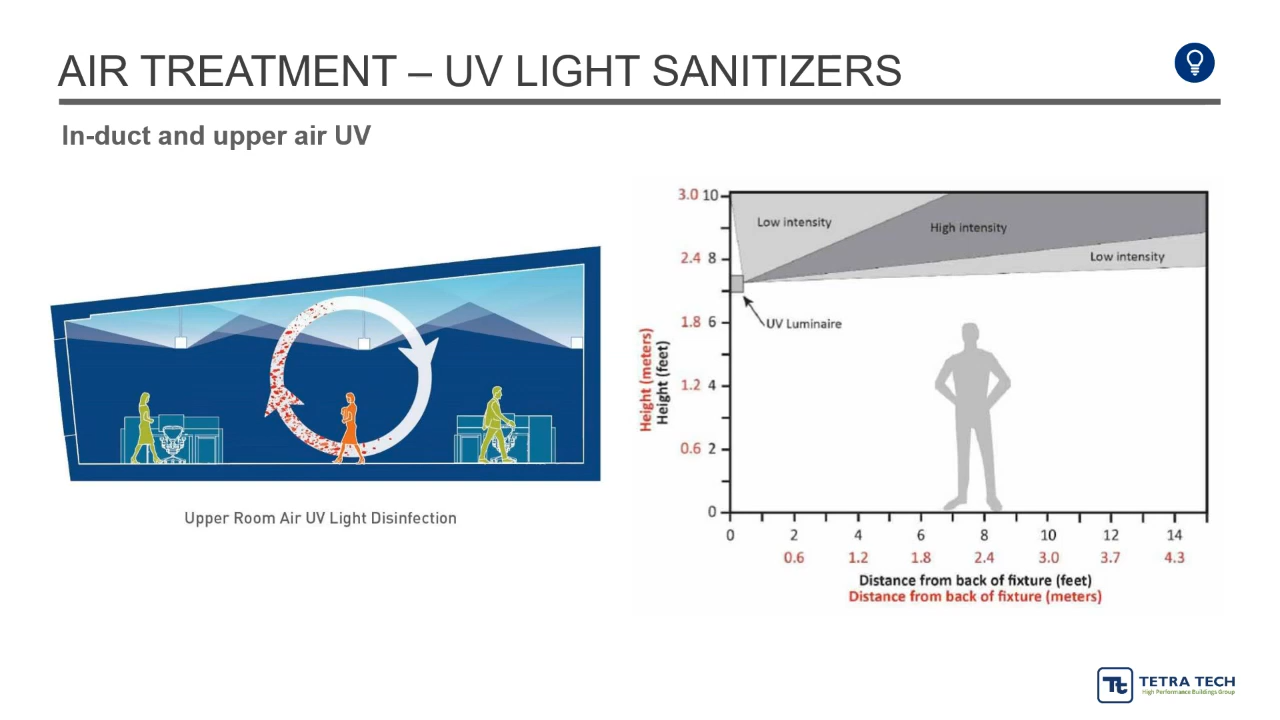 AIR TREATMENT – UV LIGHT SANITIZERS
In-duct and upper air UV
Upper Room Air UV Light Disinfection
3.0 10
Low intensity
High intensity
2.4 8
Low intensity
UV Luminaire
1.8 6
Height (meters)
Height (feet)
1.2 4
0.6 2
0
0 2 4 6 8 10 12 14
0.6 1.2 1.8 2.4 3.0 3.7 4.3
Distance from back of fixture (feet)
Distance from back of fixture (meters)
Tt
TETRA TECH
High Performance Buildings Group